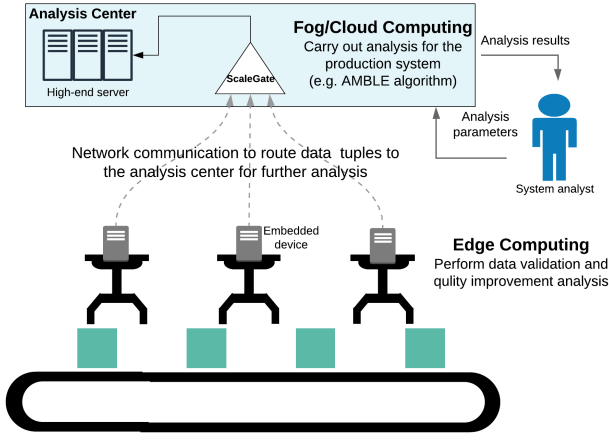 Analysis Center
High-end server
ScaleGate
Fog/Cloud Computing
Carry out analysis for the
production system
(e.g. AMBLE algorithm)
Analysis results
Analysis
parameters
System analyst
Network communication to route data tuples to
the analysis center for further analysis
Embedded
device
Edge Computing
Perform data validation and
qulity improvement analysis